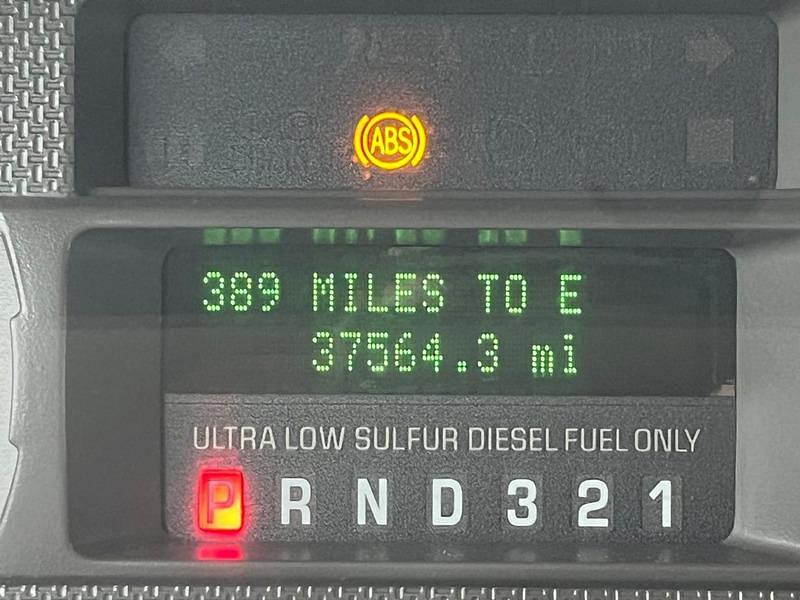 ABS
389 MILES TO E
37564.3 mi
ULTRA LOW SULFUR DIESEL FUEL ONLY
P R N D 3 2 1